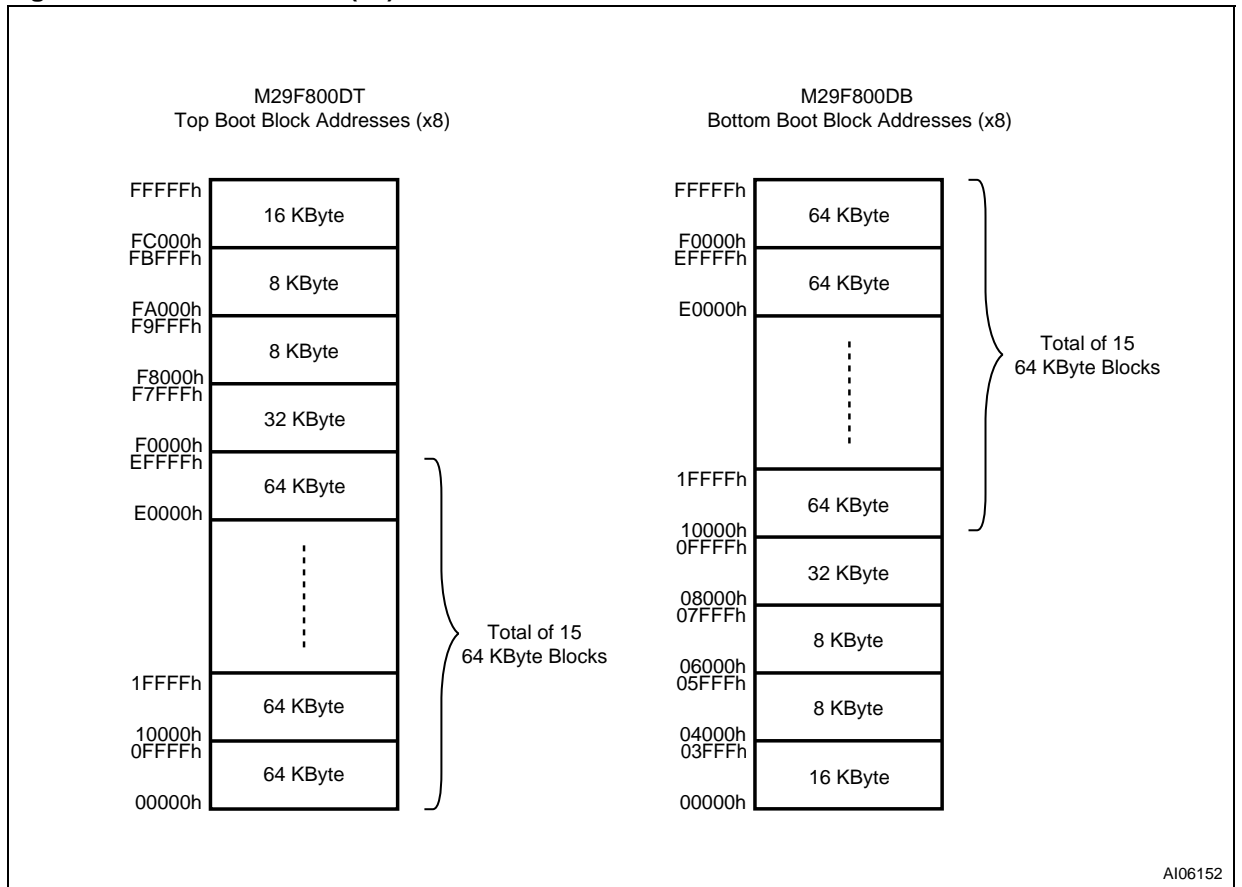 M29F800DT
Top Boot Block Addresses (x8)
FFFFFh
16 KByte
FC000h
FBFFFh
8 KByte
FA000h
F9FFFh
8 KByte
F8000h
F7FFFh
32 KByte
F0000h
EFFFFh
64 KByte
E0000h
Total of 15
64 KByte Blocks
1FFFFh
64 KByte
10000h
0FFFFh
64 KByte
00000h
M29F800DB
Bottom Boot Block Addresses (x8)
FFFFFh
64 KByte
F0000h
EFFFFh
64 KByte
E0000h
Total of 15
64 KByte Blocks
1FFFFh
64 KByte
10000h
0FFFFh
32 KByte
08000h
07FFFh
8 KByte
06000h
05FFFh
8 KByte
04000h
03FFFh
16 KByte
00000h
AI06152